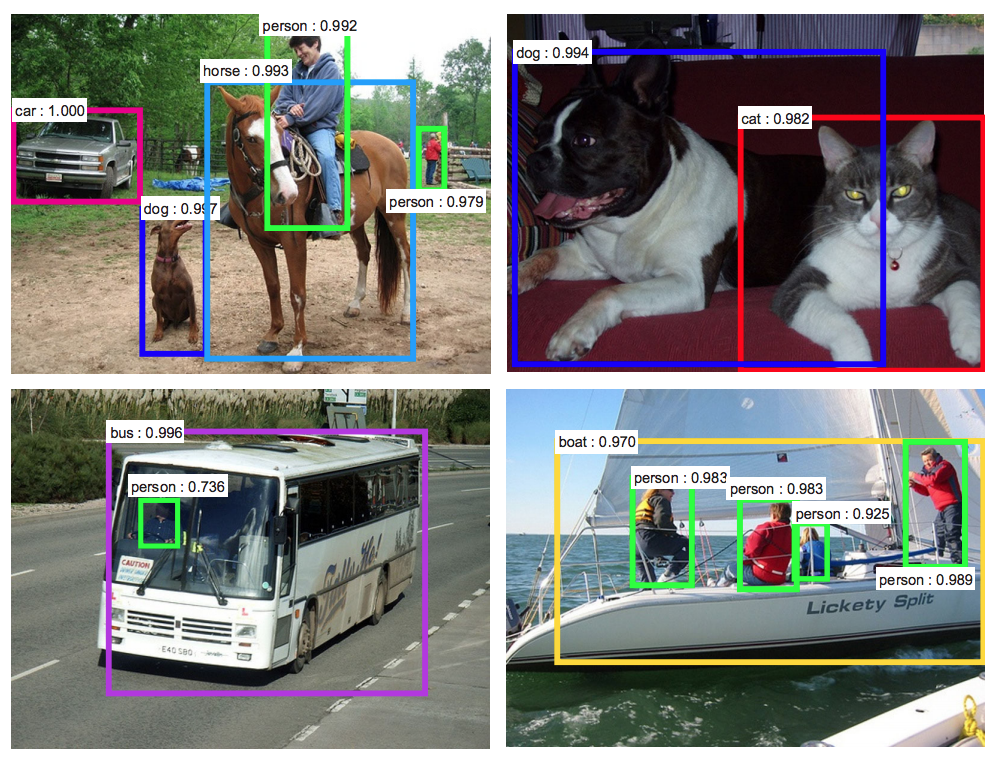 person : 0.992
horse : 0.993
car : 1.000
dog : 0.997
person : 0.979
dog : 0.994
cat : 0.982
bus : 0.996
person : 0.736
CAUTION
E40 SBO
L
L
boat : 0.970
person : 0.983
person : 0.983
person : 0.925
person : 0.989
Lickety Split